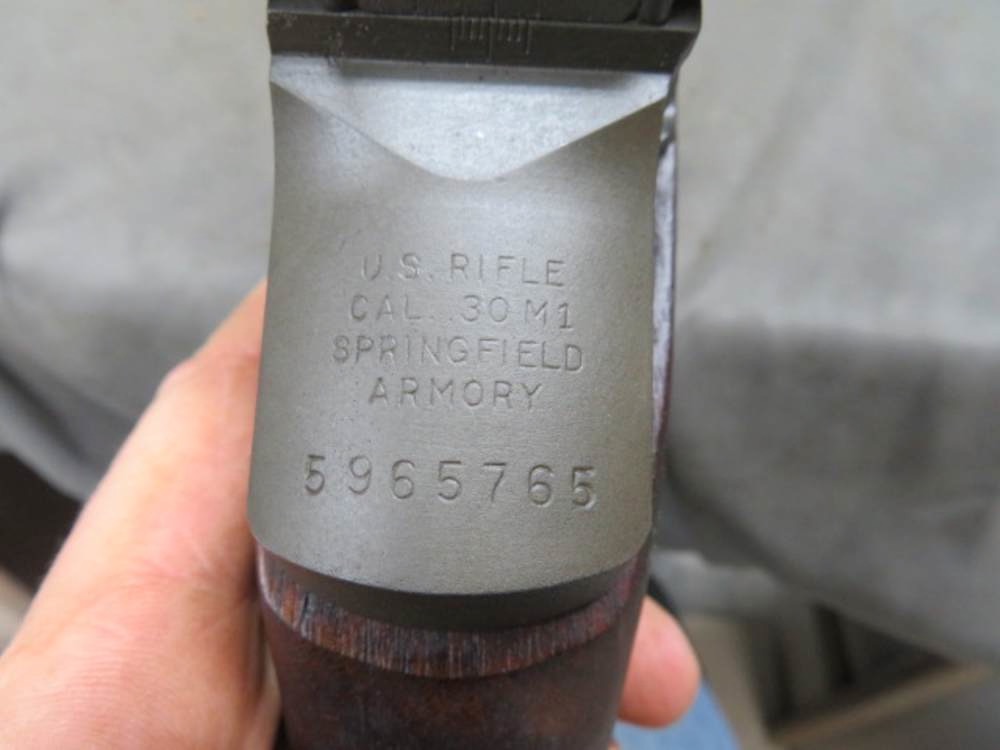 U.S. RIFLE
CAL. .30 M1
SPRINGFIELD
ARMORY
5965765